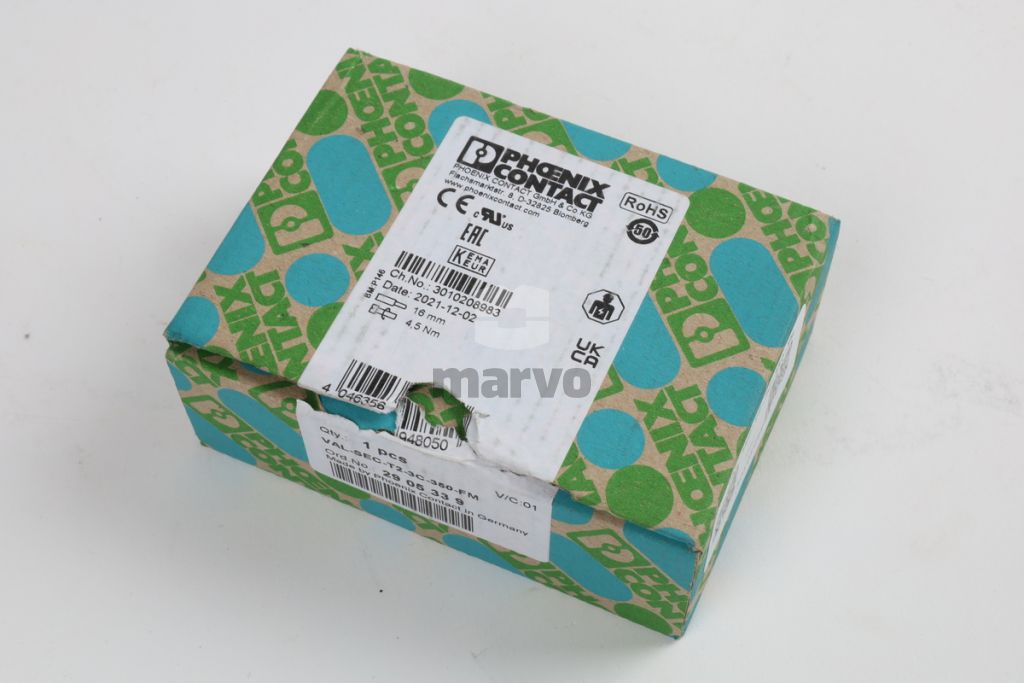 PHOENIX
CONTACT
PHOENIX CONTACT GmbH & Co.KG
Flachsmarktstr. 8, D-32825 Blomberg
www.phoenixcontact.com
RoHS
50
CE
c UL US
EAC
KEMA
KEUR
BM-P146
Ch.No.: 3010208983
Date: 2021-12-02
16 mm
4,5 Nm
UK
CA
marvo
4 046356 948050
Qty.: 1 pcs
VAL-SEC-T2-3C-350-FM V/C:01
Ord.No. 29 05 33 9
Made by Phoenix Contact in Germany